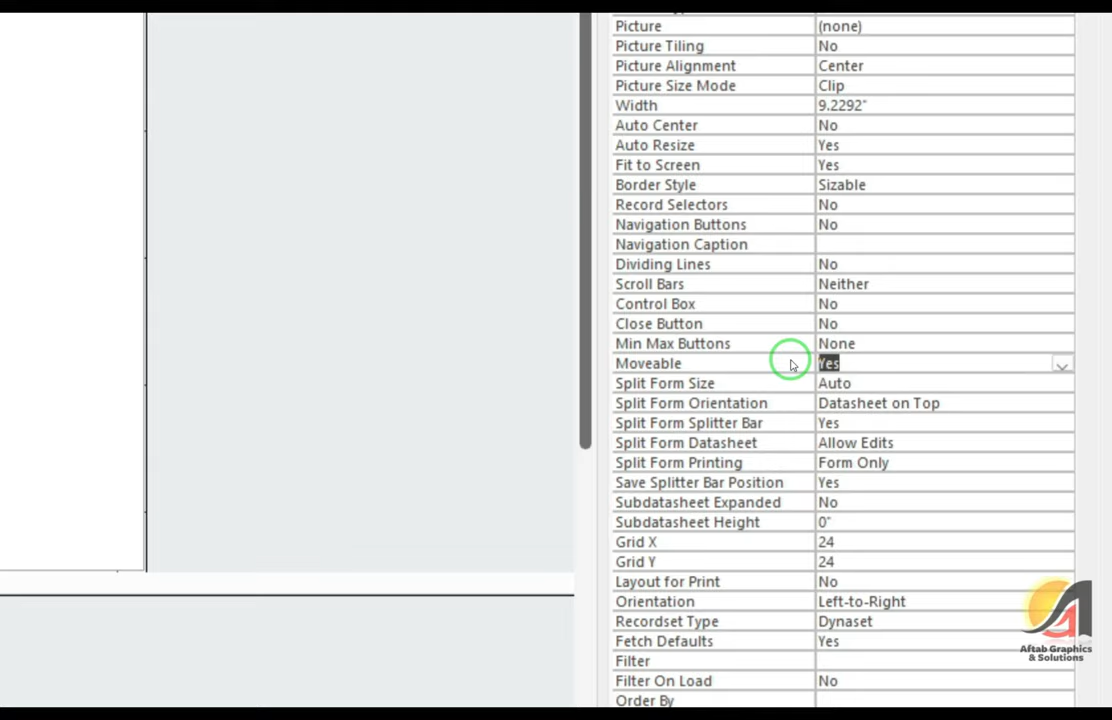 Picture (none)
Picture Tiling No
Picture Alignment Center
Picture Size Mode Clip
Width 9.2292"
Auto Center No
Auto Resize Yes
Fit to Screen Yes
Border Style Sizable
Record Selectors No
Navigation Buttons No
Navigation Caption
Dividing Lines No
Scroll Bars Neither
Control Box No
Close Button No
Min Max Buttons None
Moveable Yes
Split Form Size Auto
Split Form Orientation Datasheet on Top
Split Form Splitter Bar Yes
Split Form Datasheet Allow Edits
Split Form Printing Form Only
Save Splitter Bar Position Yes
Subdatasheet Expanded No
Subdatasheet Height 0"
Grid X 24
Grid Y 24
Layout for Print No
Orientation Left-to-Right
Recordset Type Dynaset
Fetch Defaults Yes
Filter
Filter On Load No
Order By
Aftab Graphics
& Solutions